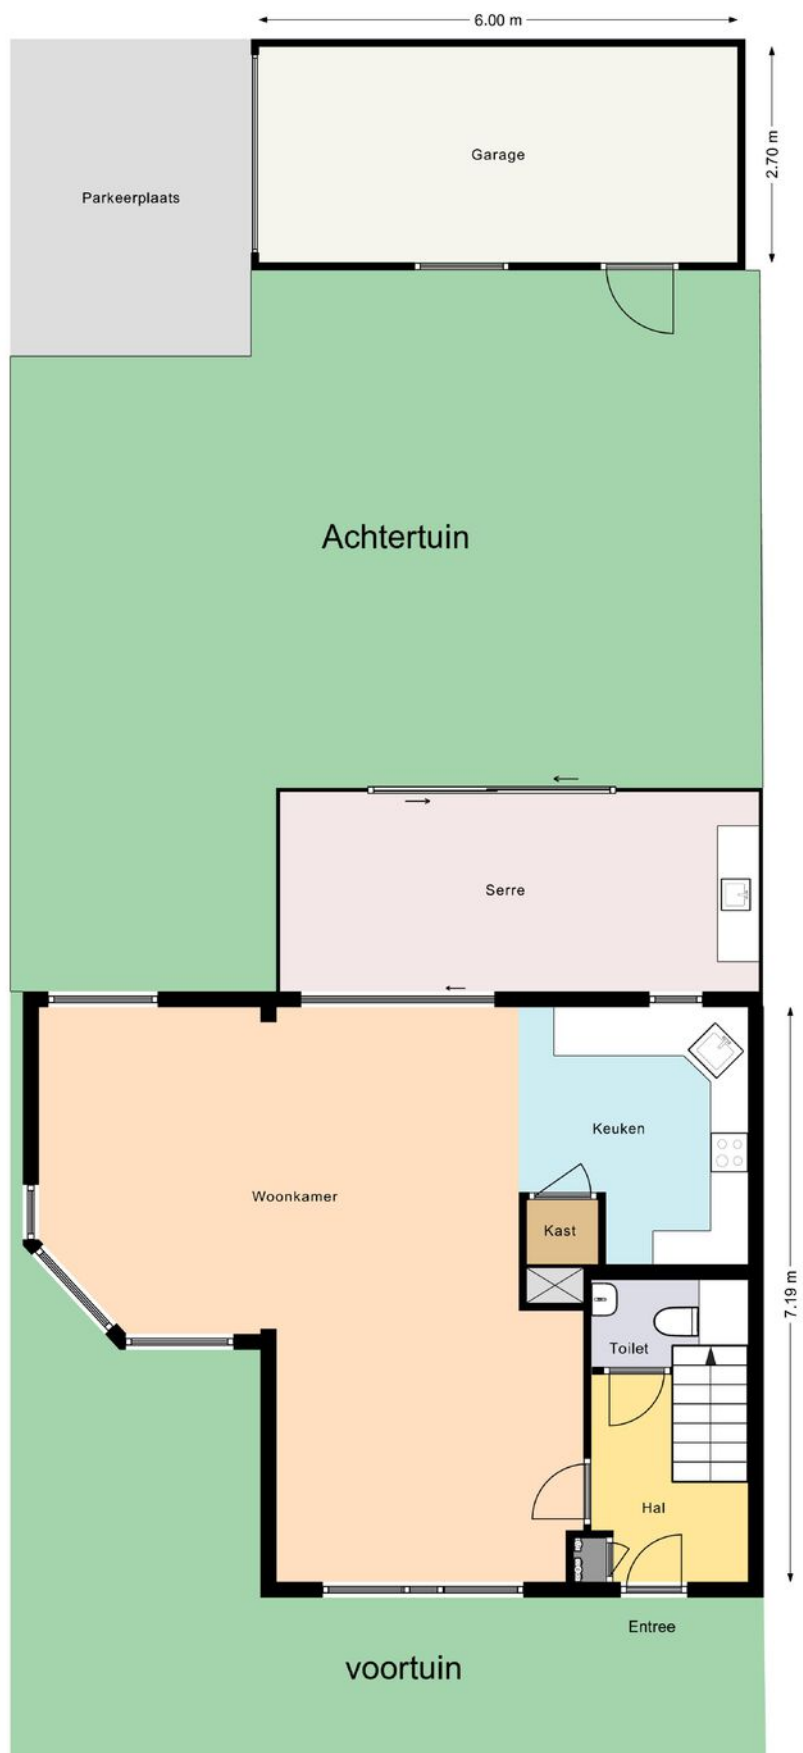 6.00 m
Garage
2.70 m
Parkeerplaats
Achtertuin
Serre
Keuken
Woonkamer
Kast
7.19 m
Toilet
Hal
Entree
voortuin